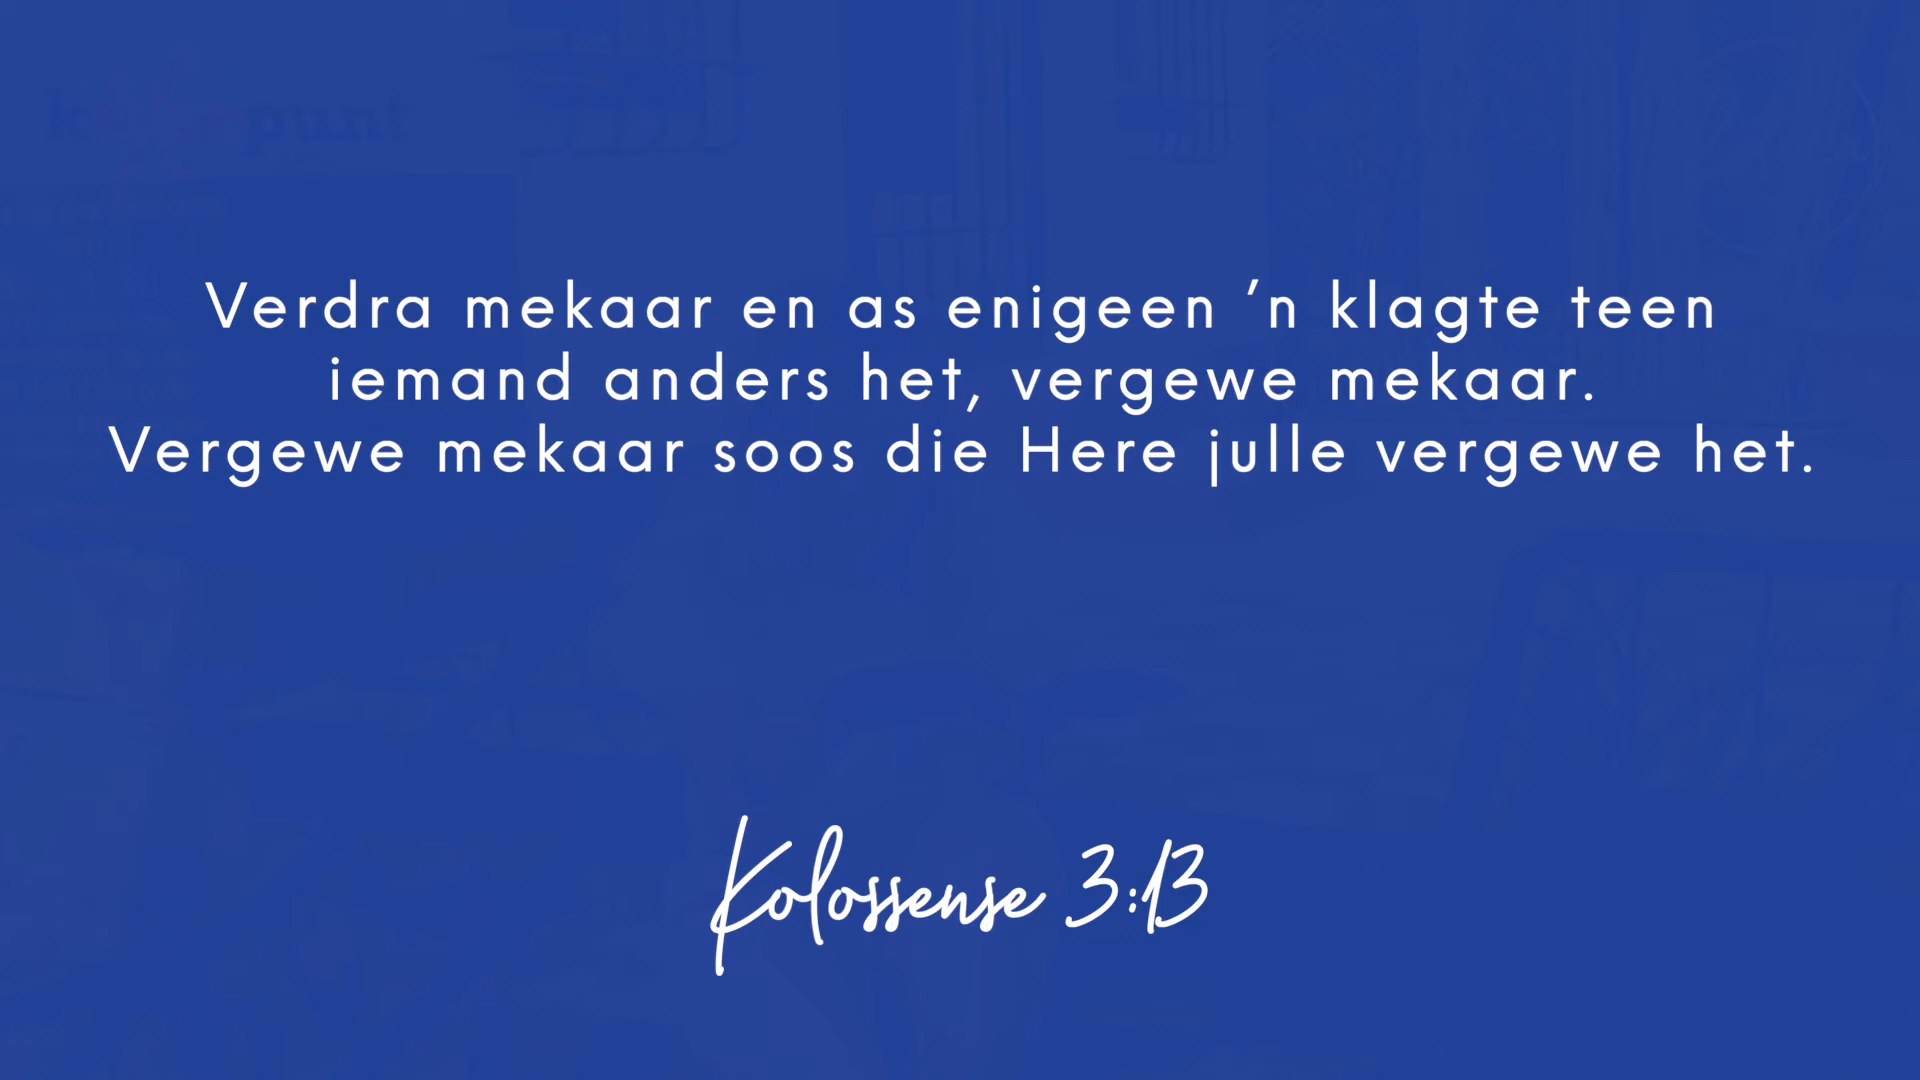 Verdra mekaar en as enigeen ’n klagte teen
iemand anders het, vergewe mekaar.
Vergewe mekaar soos die Here julle vergewe het.
Kolossense 3:13